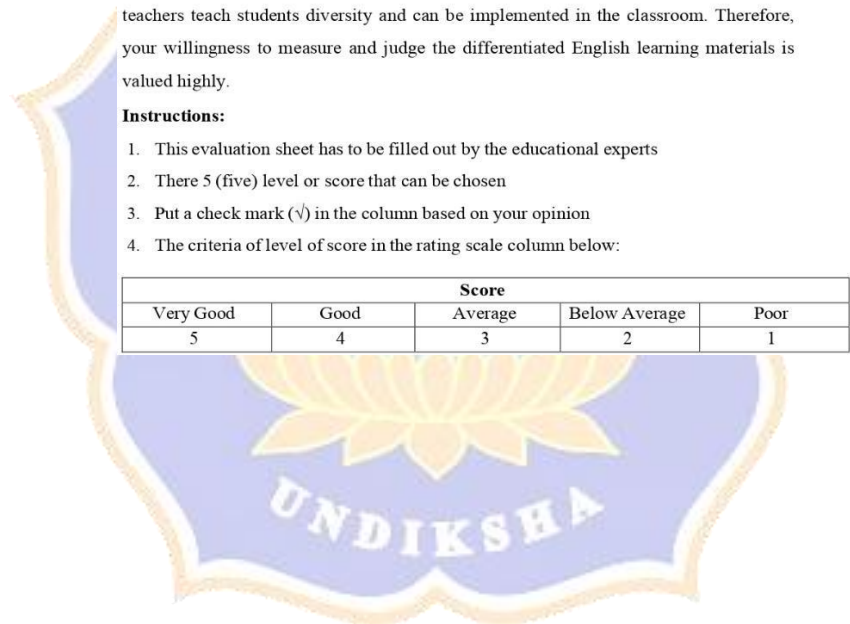 teachers teach students diversity and can be implemented in the classroom. Therefore,
your willingness to measure and judge the differentiated English learning materials is
valued highly.
Instructions:
1. This evaluation sheet has to be filled out by the educational experts
2. There 5 (five) level or score that can be chosen
3. Put a check mark (√) in the column based on your opinion
4. The criteria of level of score in the rating scale column below:
Score
Very Good Good Average Below Average Poor
5 4 3 2 1
UNDIKSHA